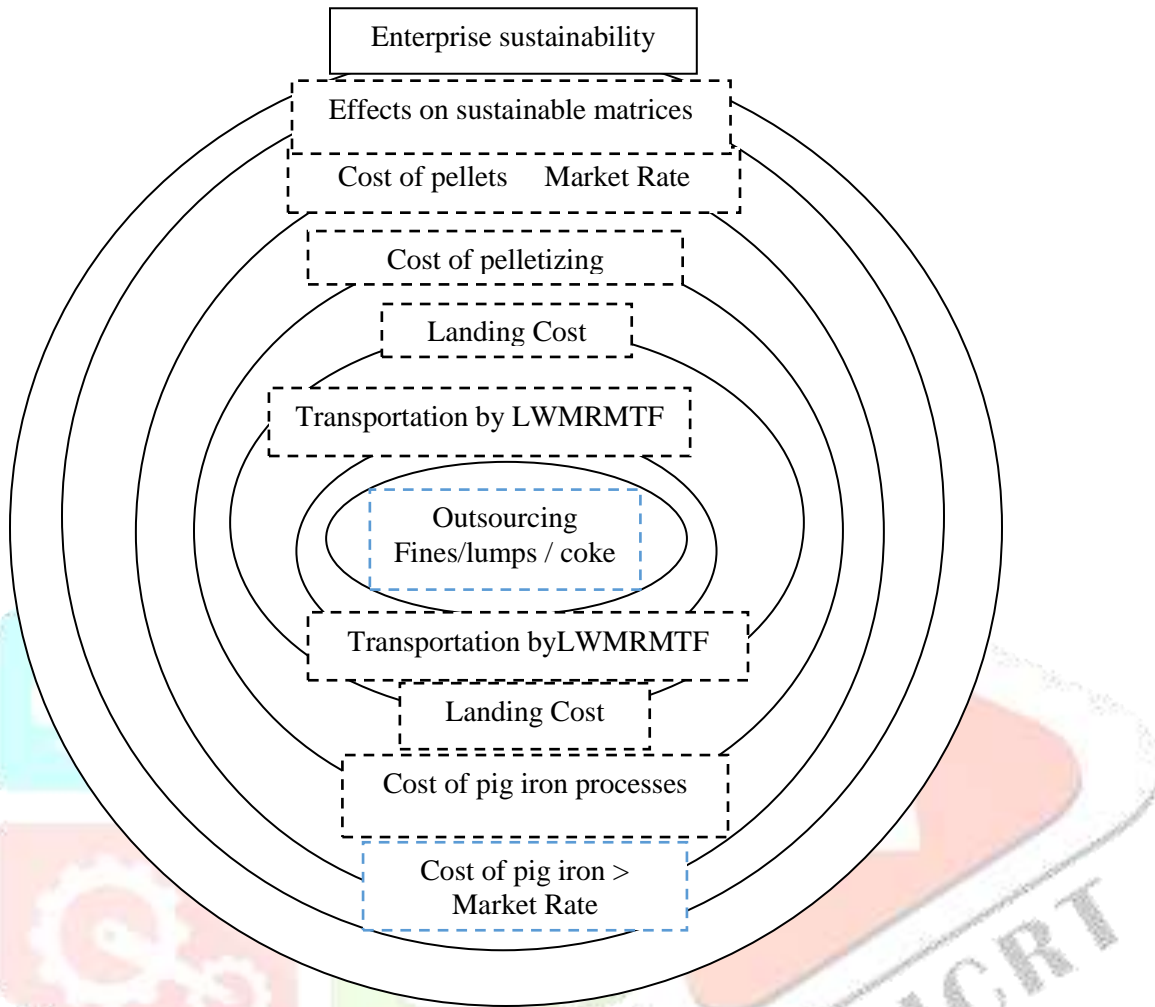 Enterprise sustainability
Effects on sustainable matrices
Cost of pellets Market Rate
Cost of pelletizing
Landing Cost
Transportation by LWMRMTF
Outsourcing
Fines/lumps / coke
Transportation byLWMRMTF
Landing Cost
Cost of pig iron processes
Cost of pig iron >
Market Rate
CRT